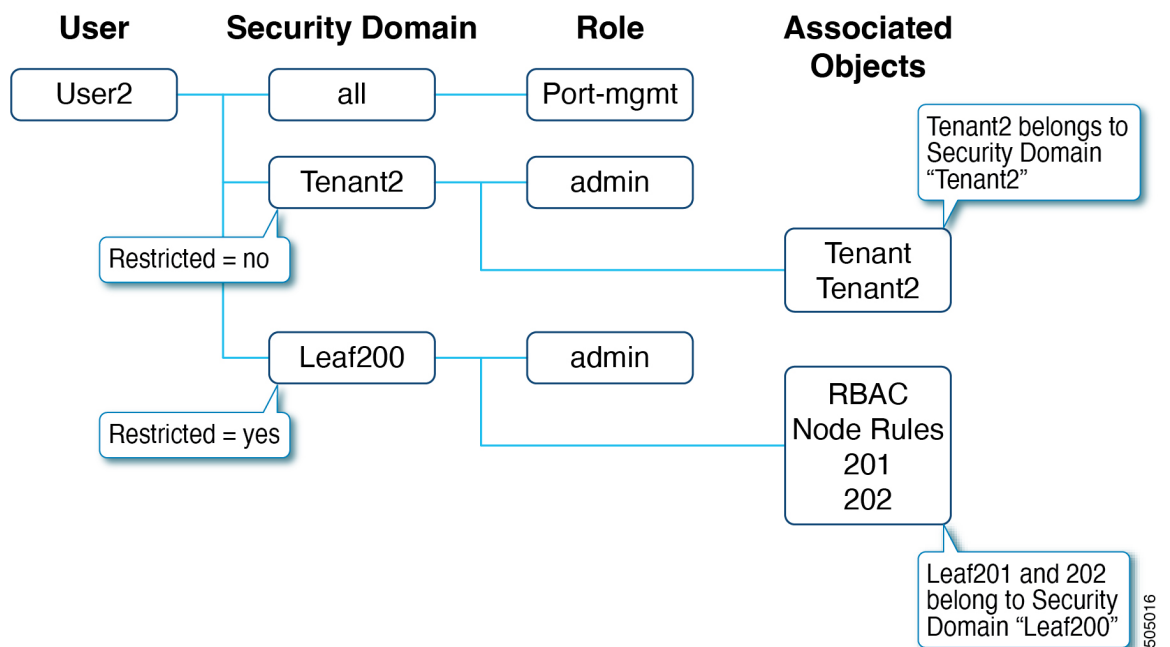 User
Security Domain
Role
Associated
Objects
User2
all
Port-mgmt
Tenant2 belongs to
Security Domain
“Tenant2”
Tenant2
admin
Restricted = no
Tenant
Tenant2
Leaf200
admin
Restricted = yes
RBAC
Node Rules
201
202
Leaf201 and 202
belong to Security
Domain “Leaf200”
505016